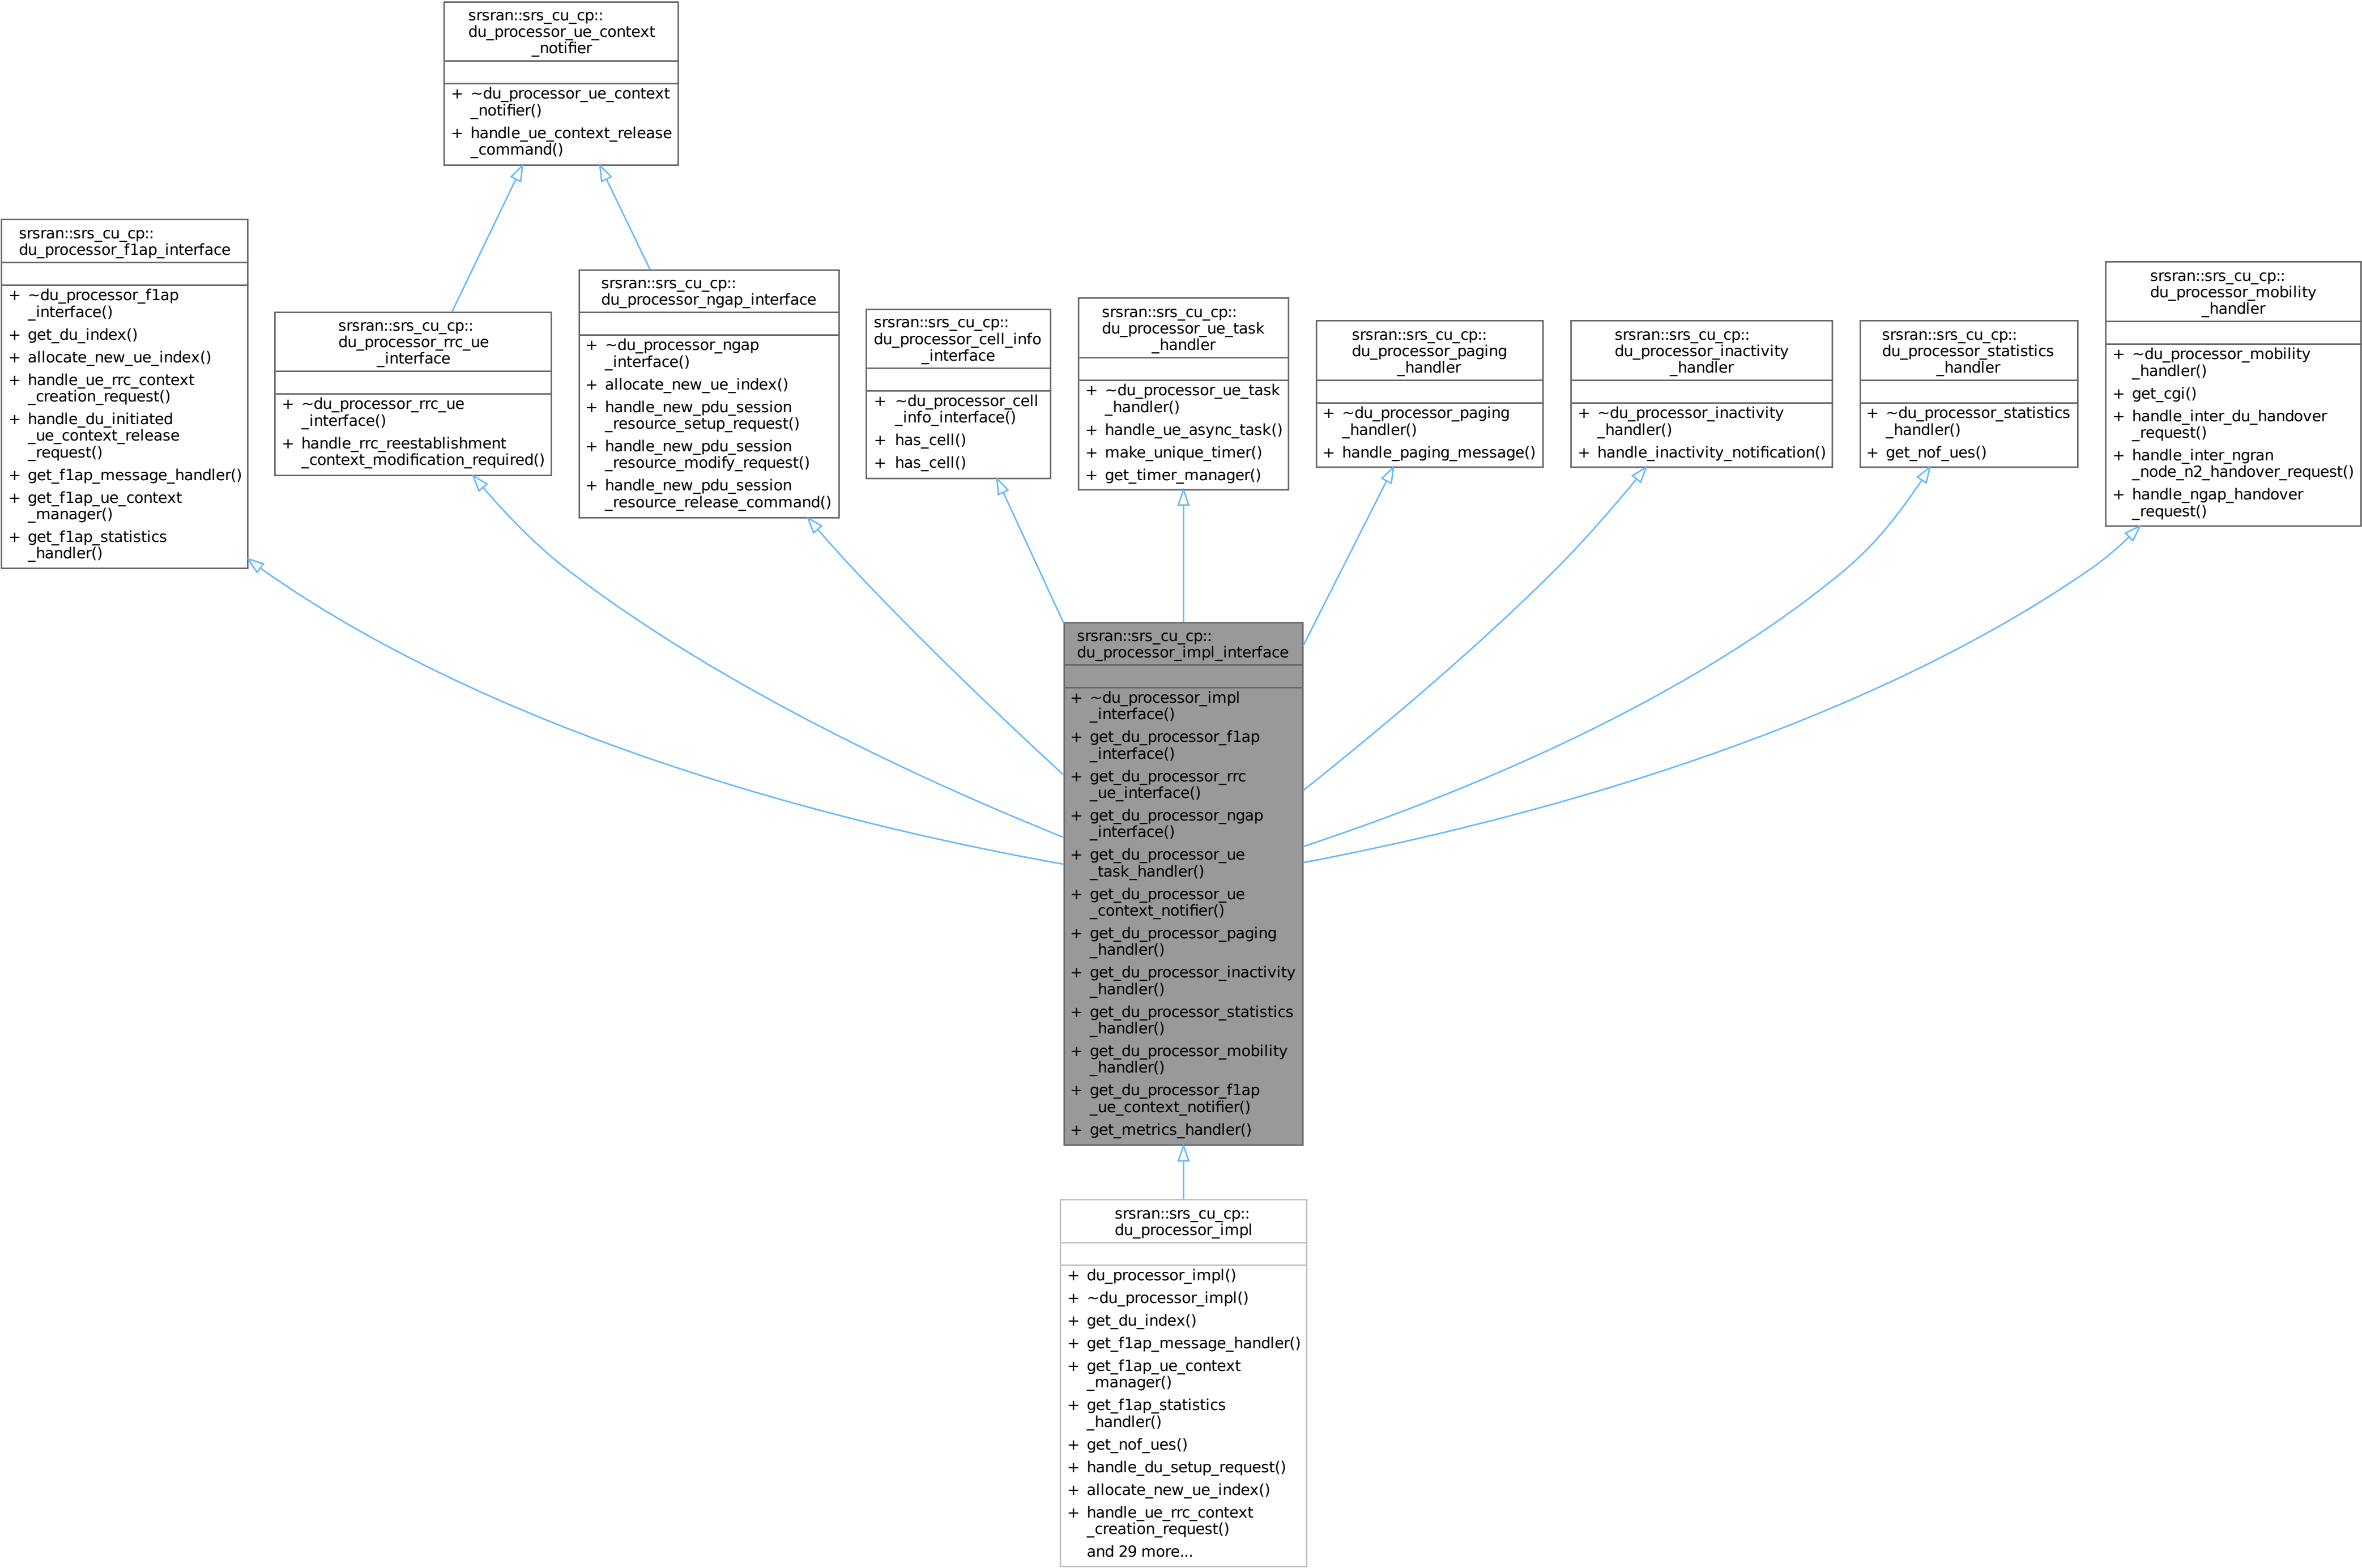 srsran::srs_cu_cp::
du_processor_ue_context
_notifier
+ ~du_processor_ue_context
_notifier()
+ handle_ue_context_release
_command()
srsran::srs_cu_cp::
du_processor_f1ap_interface
+ ~du_processor_f1ap
_interface()
+ get_du_index()
+ allocate_new_ue_index()
+ handle_ue_rrc_context
_creation_request()
+ handle_du_initiated
_ue_context_release
_request()
+ get_f1ap_message_handler()
+ get_f1ap_ue_context
_manager()
+ get_f1ap_statistics
_handler()
srsran::srs_cu_cp::
du_processor_rrc_ue
_interface
+ ~du_processor_rrc_ue
_interface()
+ handle_rrc_reestablishment
_context_modification_required()
srsran::srs_cu_cp::
du_processor_ngap_interface
+ ~du_processor_ngap
_interface()
+ allocate_new_ue_index()
+ handle_new_pdu_session
_resource_setup_request()
+ handle_new_pdu_session
_resource_modify_request()
+ handle_new_pdu_session
_resource_release_command()
srsran::srs_cu_cp::
du_processor_cell_info
_interface
+ ~du_processor_cell
_info_interface()
+ has_cell()
+ has_cell()
srsran::srs_cu_cp::
du_processor_ue_task
_handler
+ ~du_processor_ue_task
_handler()
+ handle_ue_async_task()
+ make_unique_timer()
+ get_timer_manager()
srsran::srs_cu_cp::
du_processor_paging
_handler
+ ~du_processor_paging
_handler()
+ handle_paging_message()
srsran::srs_cu_cp::
du_processor_inactivity
_handler
+ ~du_processor_inactivity
_handler()
+ handle_inactivity_notification()
srsran::srs_cu_cp::
du_processor_statistics
_handler
+ ~du_processor_statistics
_handler()
+ get_nof_ues()
srsran::srs_cu_cp::
du_processor_mobility
_handler
+ ~du_processor_mobility
_handler()
+ get_cgi()
+ handle_inter_du_handover
_request()
+ handle_inter_ngran
_node_n2_handover_request()
+ handle_ngap_handover
_request()
srsran::srs_cu_cp::
du_processor_impl_interface
+ ~du_processor_impl
_interface()
+ get_du_processor_f1ap
_interface()
+ get_du_processor_rrc
_ue_interface()
+ get_du_processor_ngap
_interface()
+ get_du_processor_ue
_task_handler()
+ get_du_processor_ue
_context_notifier()
+ get_du_processor_paging
_handler()
+ get_du_processor_inactivity
_handler()
+ get_du_processor_statistics
_handler()
+ get_du_processor_mobility
_handler()
+ get_du_processor_f1ap
_ue_context_notifier()
+ get_metrics_handler()
srsran::srs_cu_cp::
du_processor_impl
+ du_processor_impl()
+ ~du_processor_impl()
+ get_du_index()
+ get_f1ap_message_handler()
+ get_f1ap_ue_context
_manager()
+ get_f1ap_statistics
_handler()
+ get_nof_ues()
+ handle_du_setup_request()
+ allocate_new_ue_index()
+ handle_ue_rrc_context
_creation_request()
and 29 more...